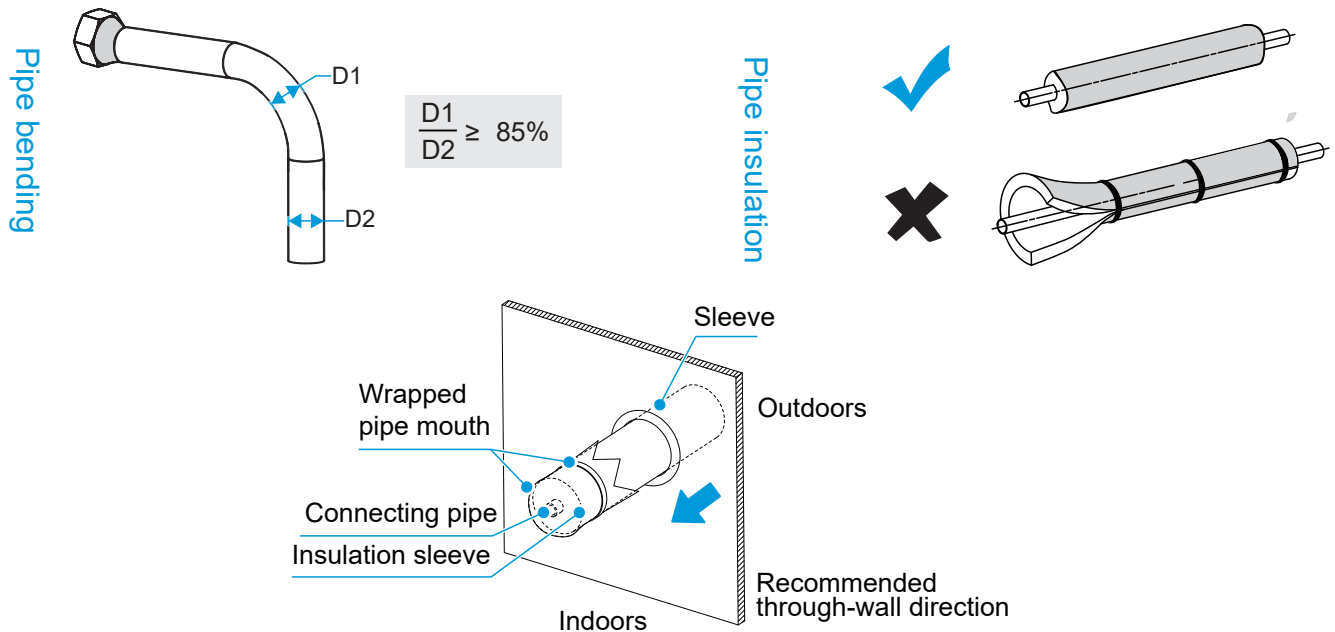 Pipe bending
D1
D1
D2
≥ 85%
D2
Pipe insulation
Sleeve
Outdoors
Wrapped
pipe mouth
Connecting pipe
Insulation sleeve
Indoors
Recommended
through-wall direction